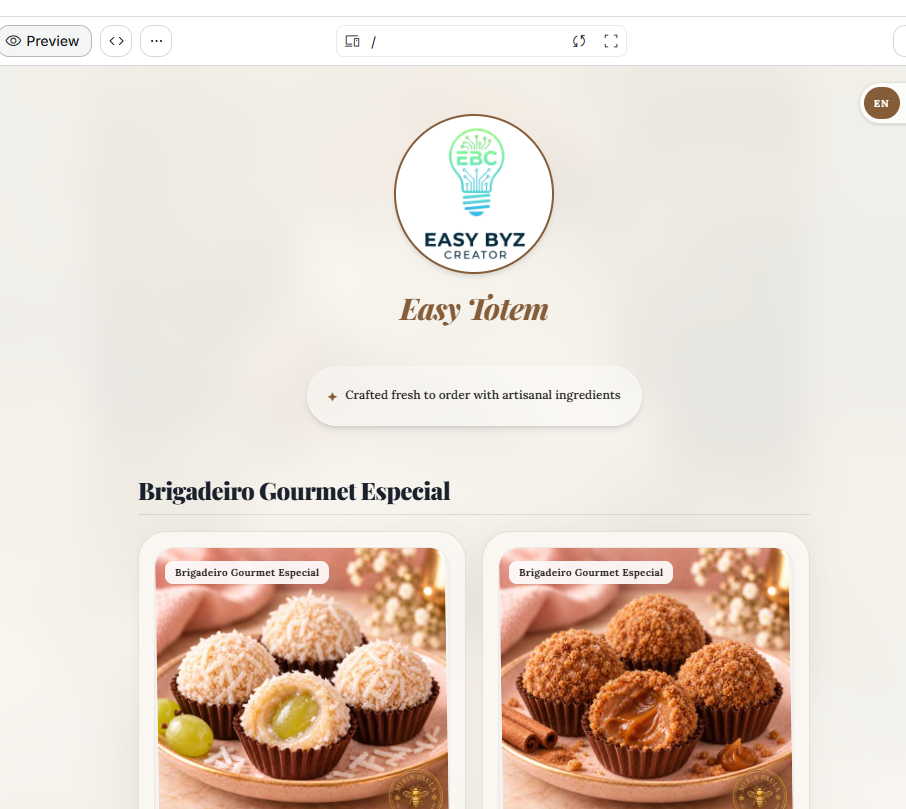 Preview
/
EN
EBC
EASY BYZ
CREATOR
Easy Totem
Crafted fresh to order with artisanal ingredients
Brigadeiro Gourmet Especial
Brigadeiro Gourmet Especial
Brigadeiro Gourmet Especial